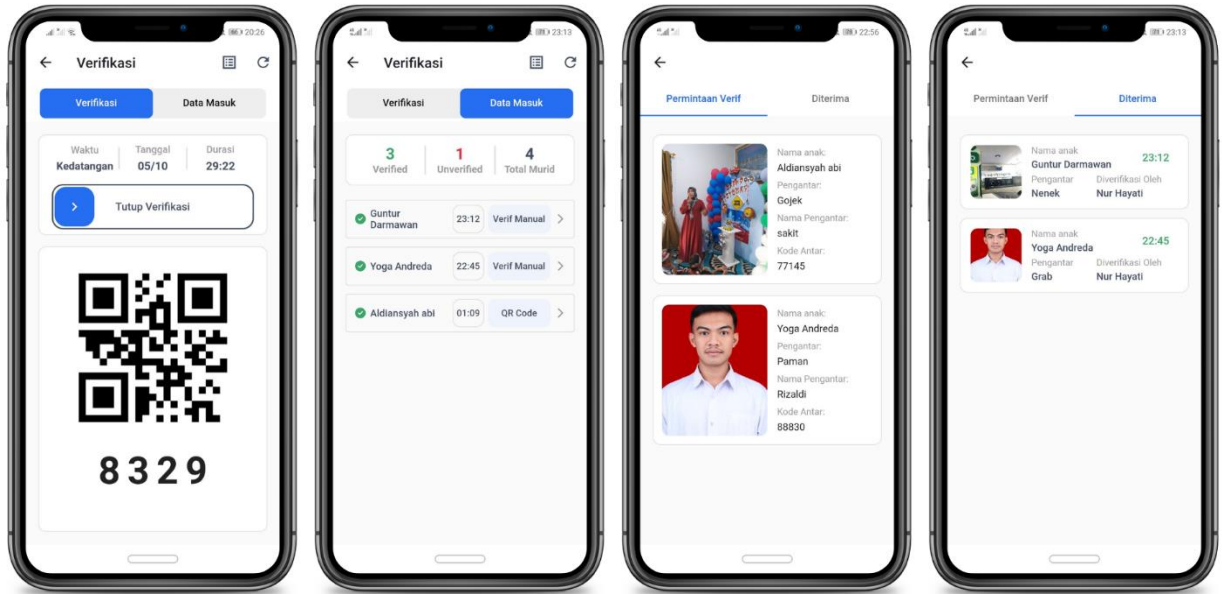 20:26
Verifikasi
Verifikasi
Data Masuk
Waktu
Tanggal
Durasi
Kedatangan
05/10
29:22
Tutup Verifikasi
8329
23:13
Verifikasi
Verifikasi
Data Masuk
3
1
4
Verified
Unverified
Total Murid
Guntur
Darmawan
23:12
Verif Manual
Yoga Andreda
22:45
Verif Manual
Aldiansyah abi
01:09
QR Code
22:56
Permintaan Verif
Diterima
Nama anak:
Aldiansyah abi
Pengantar:
Gojek
Nama Pengantar:
sakit
Kode Antar:
77145
Nama anak:
Yoga Andreda
Pengantar:
Paman
Nama Pengantar:
Rizaldi
Kode Antar:
88830
23:13
Permintaan Verif
Diterima
Nama anak
Guntur Darmawan
23:12
Pengantar
Diverifikasi Oleh
Nenek
Nur Hayati
Nama anak
Yoga Andreda
22:45
Pengantar
Diverifikasi Oleh
Grab
Nur Hayati